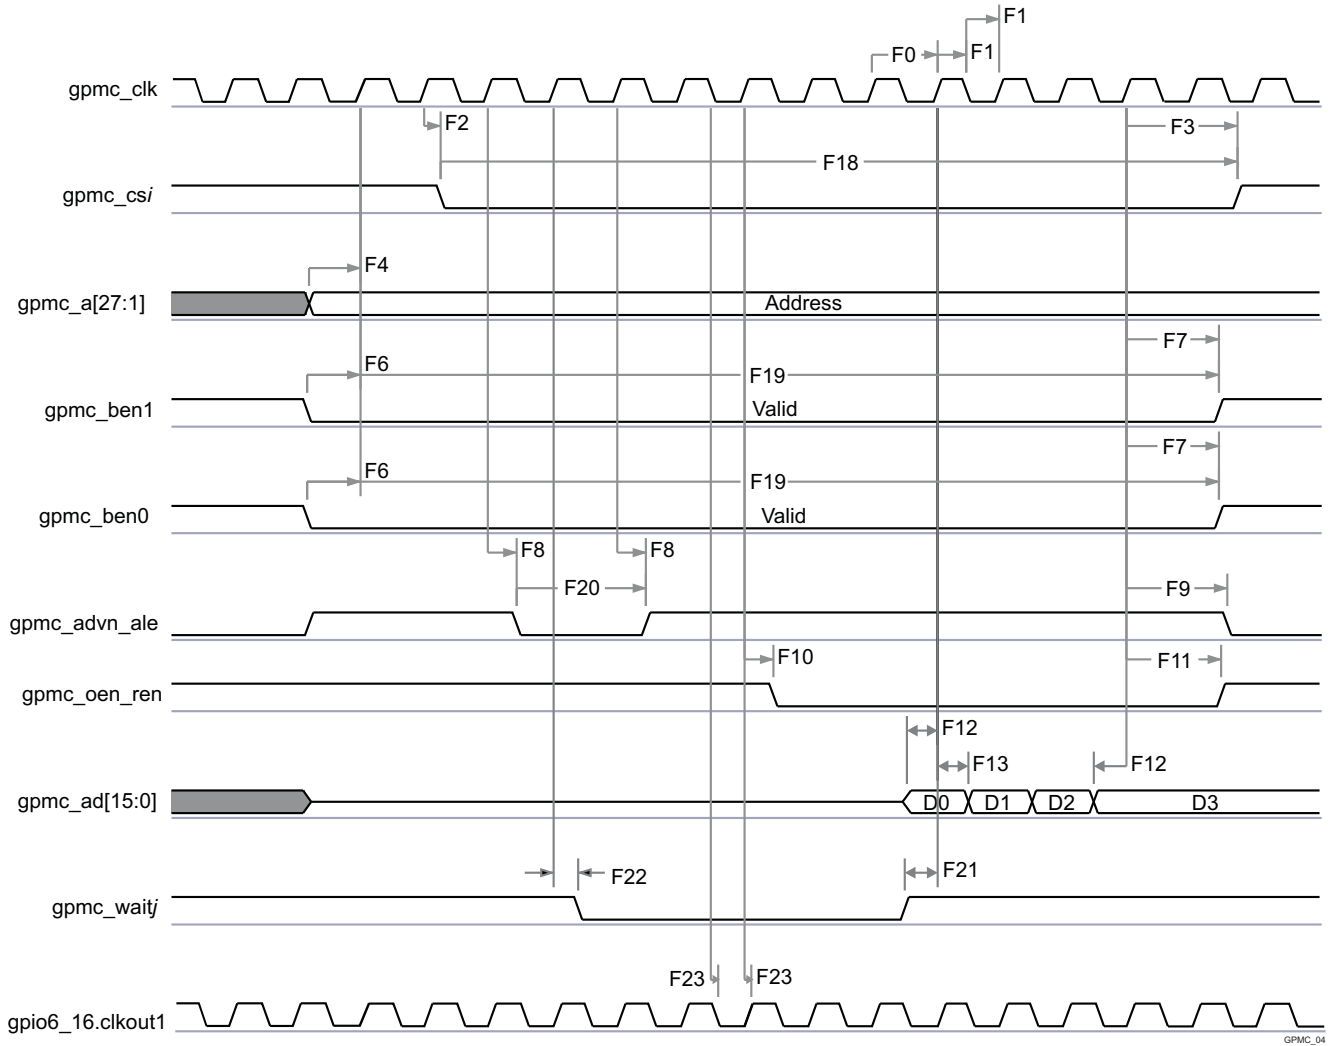 F1
F0
F1
gpmc_clk
F2
F3
F18
gpmc_csi
F4
gpmc_a[27:1]
Address
F7
F6
F19
gpmc_ben1
Valid
F7
F6
F19
gpmc_ben0
Valid
F8
F8
F20
F9
gpmc_advn_ale
F10
F11
gpmc_oen_ren
F12
F13
F12
gpmc_ad[15:0]
D0
D1
D2
D3
F22
F21
gpmc_waitj
F23
F23
gpio6_16.clkout1
GPMC_04